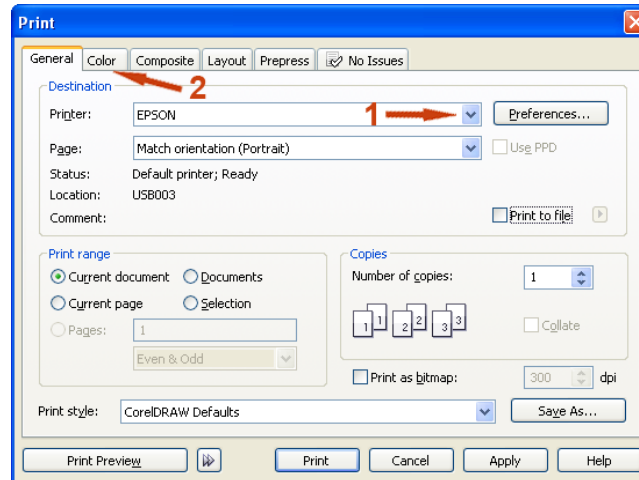 Print
General Color Composite Layout Prepress No Issues
2
Destination
Printer: EPSON 1 Preferences...
Page: Match orientation (Portrait) Use PPD
Status: Default printer; Ready
Location: USB003
Comment: Print to file
Print range Copies
Current document Documents Number of copies: 1
Current page Selection
1 1 2 2 3 3 Collate
Pages: 1
Even & Odd
Print as bitmap: 300 dpi
Print style: CorelDRAW Defaults Save As...
Print Preview Print Cancel Apply Help